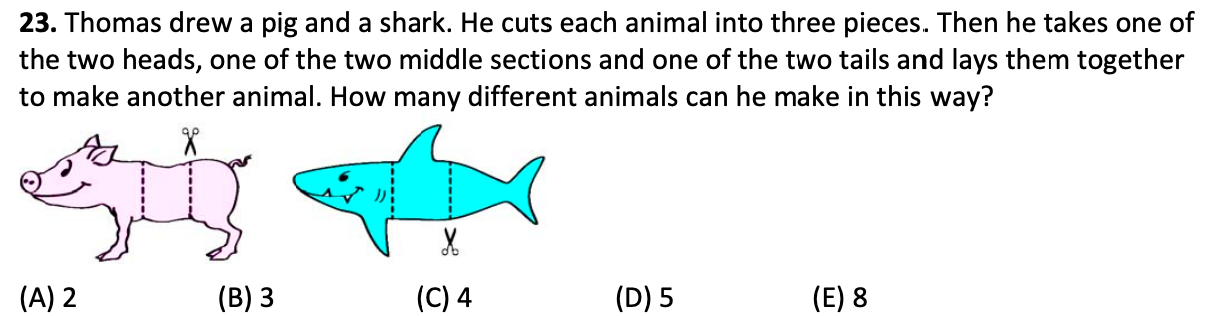 23. Thomas drew a pig and a shark. He cuts each animal into three pieces. Then he takes one of
the two heads, one of the two middle sections and one of the two tails and lays them together
to make another animal. How many different animals can he make in this way?
(A) 2 (B) 3 (C) 4 (D) 5 (E) 8